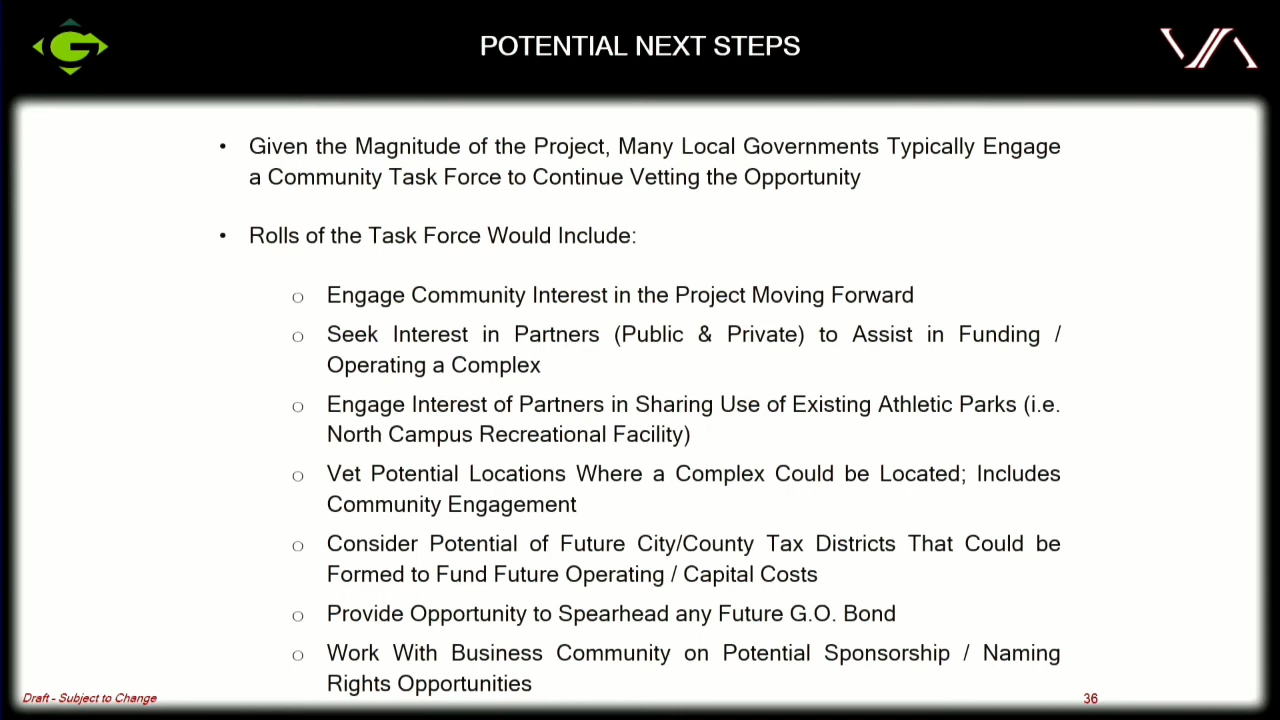 POTENTIAL NEXT STEPS
• Given the Magnitude of the Project, Many Local Governments Typically Engage
a Community Task Force to Continue Vetting the Opportunity
• Rolls of the Task Force Would Include:
o Engage Community Interest in the Project Moving Forward
o Seek Interest in Partners (Public & Private) to Assist in Funding /
Operating a Complex
o Engage Interest of Partners in Sharing Use of Existing Athletic Parks (i.e.
North Campus Recreational Facility)
o Vet Potential Locations Where a Complex Could be Located; Includes
Community Engagement
o Consider Potential of Future City/County Tax Districts That Could be
Formed to Fund Future Operating / Capital Costs
o Provide Opportunity to Spearhead any Future G.O. Bond
o Work With Business Community on Potential Sponsorship / Naming
Rights Opportunities
Draft - Subject to Change
36